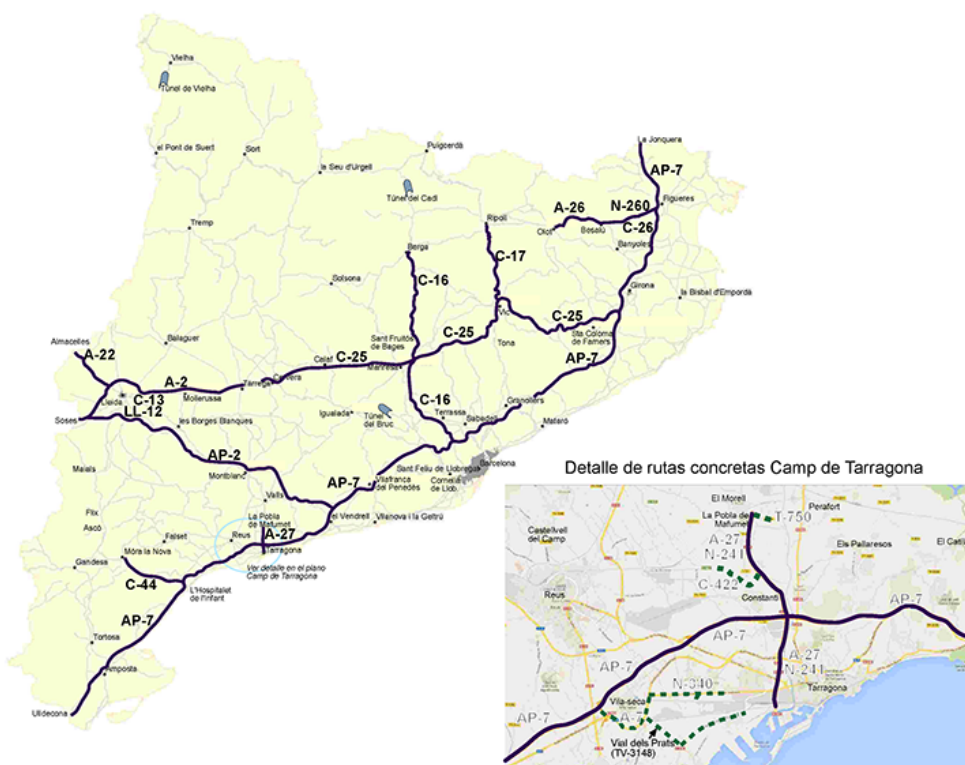 Vielha
Túnel de Vielha
el Pont de Suert
Sort
la Seu d'Urgell
Puigcerdà
Túnel del Cadí
La Jonquera
AP-7
A-26
N-260
Figueres
C-26
Ripoll
Olot
Besalú
Banyoles
Tremp
Berga
C-17
C-16
Solsona
Girona
la Bisbal d'Empordà
Vic
C-25
Sta Coloma
de Farners
Almacelles
Balaguer
Sant Fruitós
de Bages
C-25
Tona
A-22
Calaf
C-25
Manresa
AP-7
A-2
Tàrrega
Cervera
C-13
Mollerussa
Lleida
LL-12
C-16
Granollers
Soses
les Borges Blanques
Igualada
Túnel
del Bruc
Terrassa
Sabadell
Mataró
AP-2
Maials
Montblanc
AP-7
Sant Feliu de Llobregat
Barcelona
Vilafranca
del Penedès
Cornellà
de Llob.
Valls
Flix
La Pobla
de Mafumet
el Vendrell
Vilanova i la Geltrú
Ascó
Falset
Reus
A-27
Móra la Nova
Tarragona
Gandesa
Ver detalle en el plano
Camp de Tarragona
C-44
L'Hospitalet
de l'Infant
AP-7
Tortosa
Amposta
Ulldecona
Detalle de rutas concretas Camp de Tarragona
El Morell
La Pobla de
Mafumet
Perafort
T-750
Castellvell
del Camp
A-27
N-241
Els Pallaresos
El Catl
C-422
Reus
Constantí
AP-7
AP-7
AP-7
A-27
N-241
N-340
Tarragona
Vila-seca
AP-7
A-7
Vial dels Prats
(TV-3148)